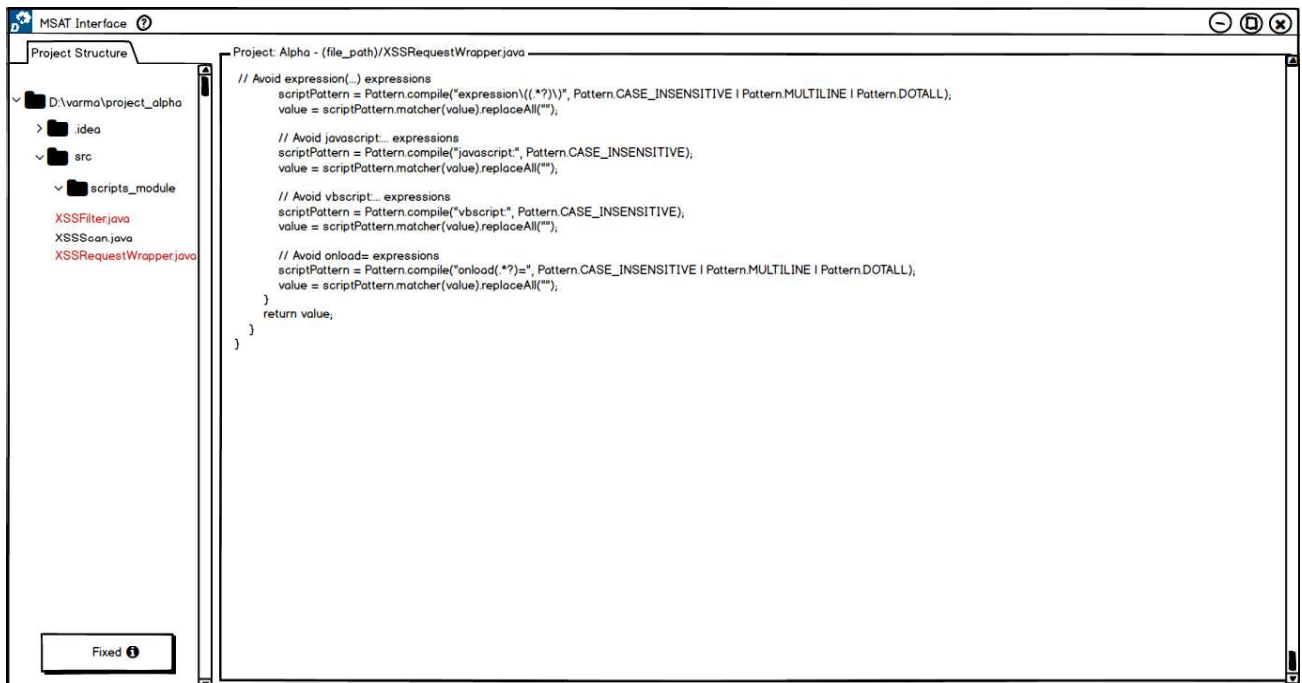 MSAT Interface ?
Project Structure
D:\varma\project_alpha
.idea
src
scripts_module
XSSFilter.java
XSSScan.java
XSSRequestWrapper.java
Fixed i
Project: Alpha - (file_path)/XSSRequestWrapper.java
// Avoid expression(...) expressions
scriptPattern = Pattern.compile("expression\((.*?)\)", Pattern.CASE_INSENSITIVE | Pattern.MULTILINE | Pattern.DOTALL);
value = scriptPattern.matcher(value).replaceAll("");
// Avoid javascript:... expressions
scriptPattern = Pattern.compile("javascript:", Pattern.CASE_INSENSITIVE);
value = scriptPattern.matcher(value).replaceAll("");
// Avoid vbscript:... expressions
scriptPattern = Pattern.compile("vbscript:", Pattern.CASE_INSENSITIVE);
value = scriptPattern.matcher(value).replaceAll("");
// Avoid onload= expressions
scriptPattern = Pattern.compile("onload(.*?)=", Pattern.CASE_INSENSITIVE | Pattern.MULTILINE | Pattern.DOTALL);
value = scriptPattern.matcher(value).replaceAll("");
}
return value;
}
}